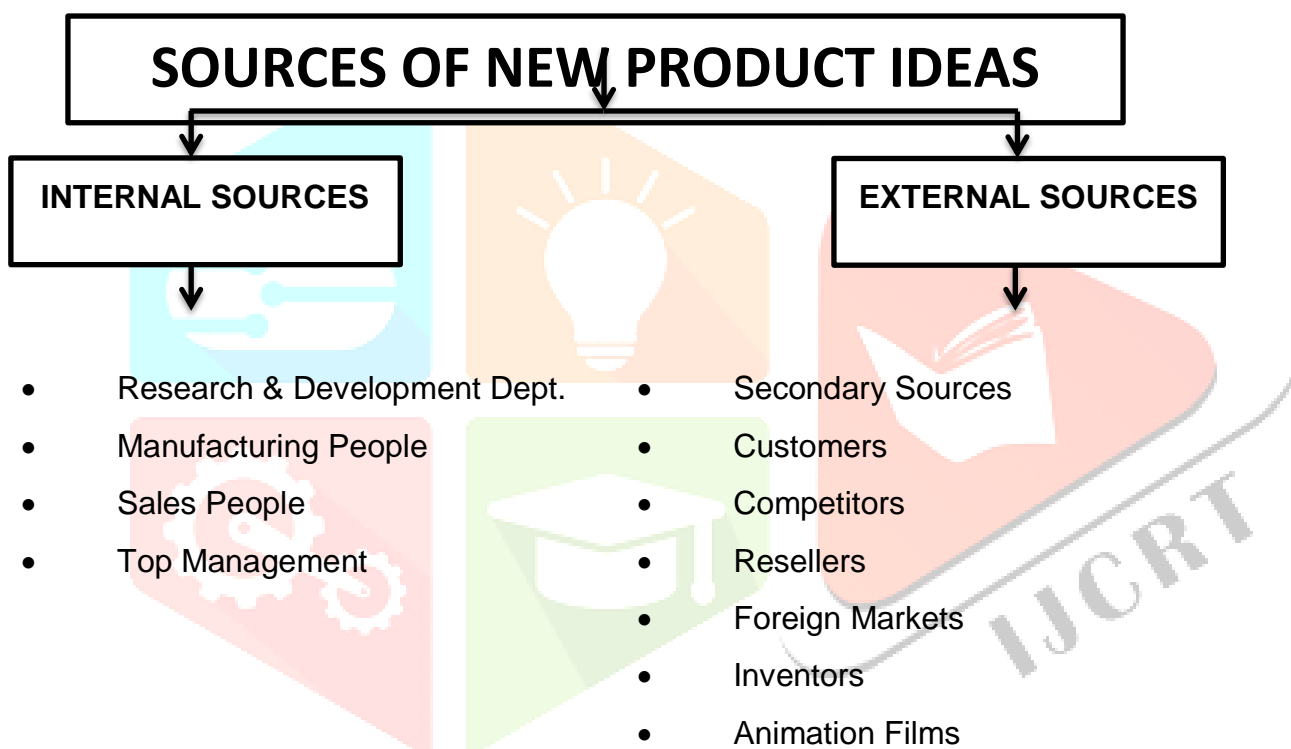 SOURCES OF NEW PRODUCT IDEAS
INTERNAL SOURCES
EXTERNAL SOURCES
• Research & Development Dept.
• Manufacturing People
• Sales People
• Top Management
• Secondary Sources
• Customers
• Competitors
• Resellers
• Foreign Markets
• Inventors
• Animation Films
IJCRT